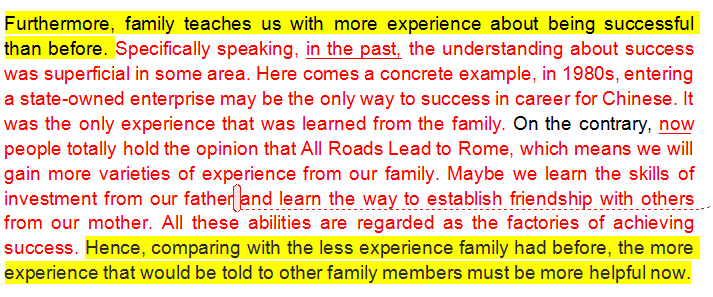 Furthermore, family teaches us with more experience about being successful
than before. Specifically speaking, in the past, the understanding about success
was superficial in some area. Here comes a concrete example, in 1980s, entering
a state-owned enterprise may be the only way to success in career for Chinese. It
was the only experience that was learned from the family. On the contrary, now
people totally hold the opinion that All Roads Lead to Rome, which means we will
gain more varieties of experience from our family. Maybe we learn the skills of
investment from our father and learn the way to establish friendship with others
from our mother. All these abilities are regarded as the factories of achieving
success. Hence, comparing with the less experience family had before, the more
experience that would be told to other family members must be more helpful now.